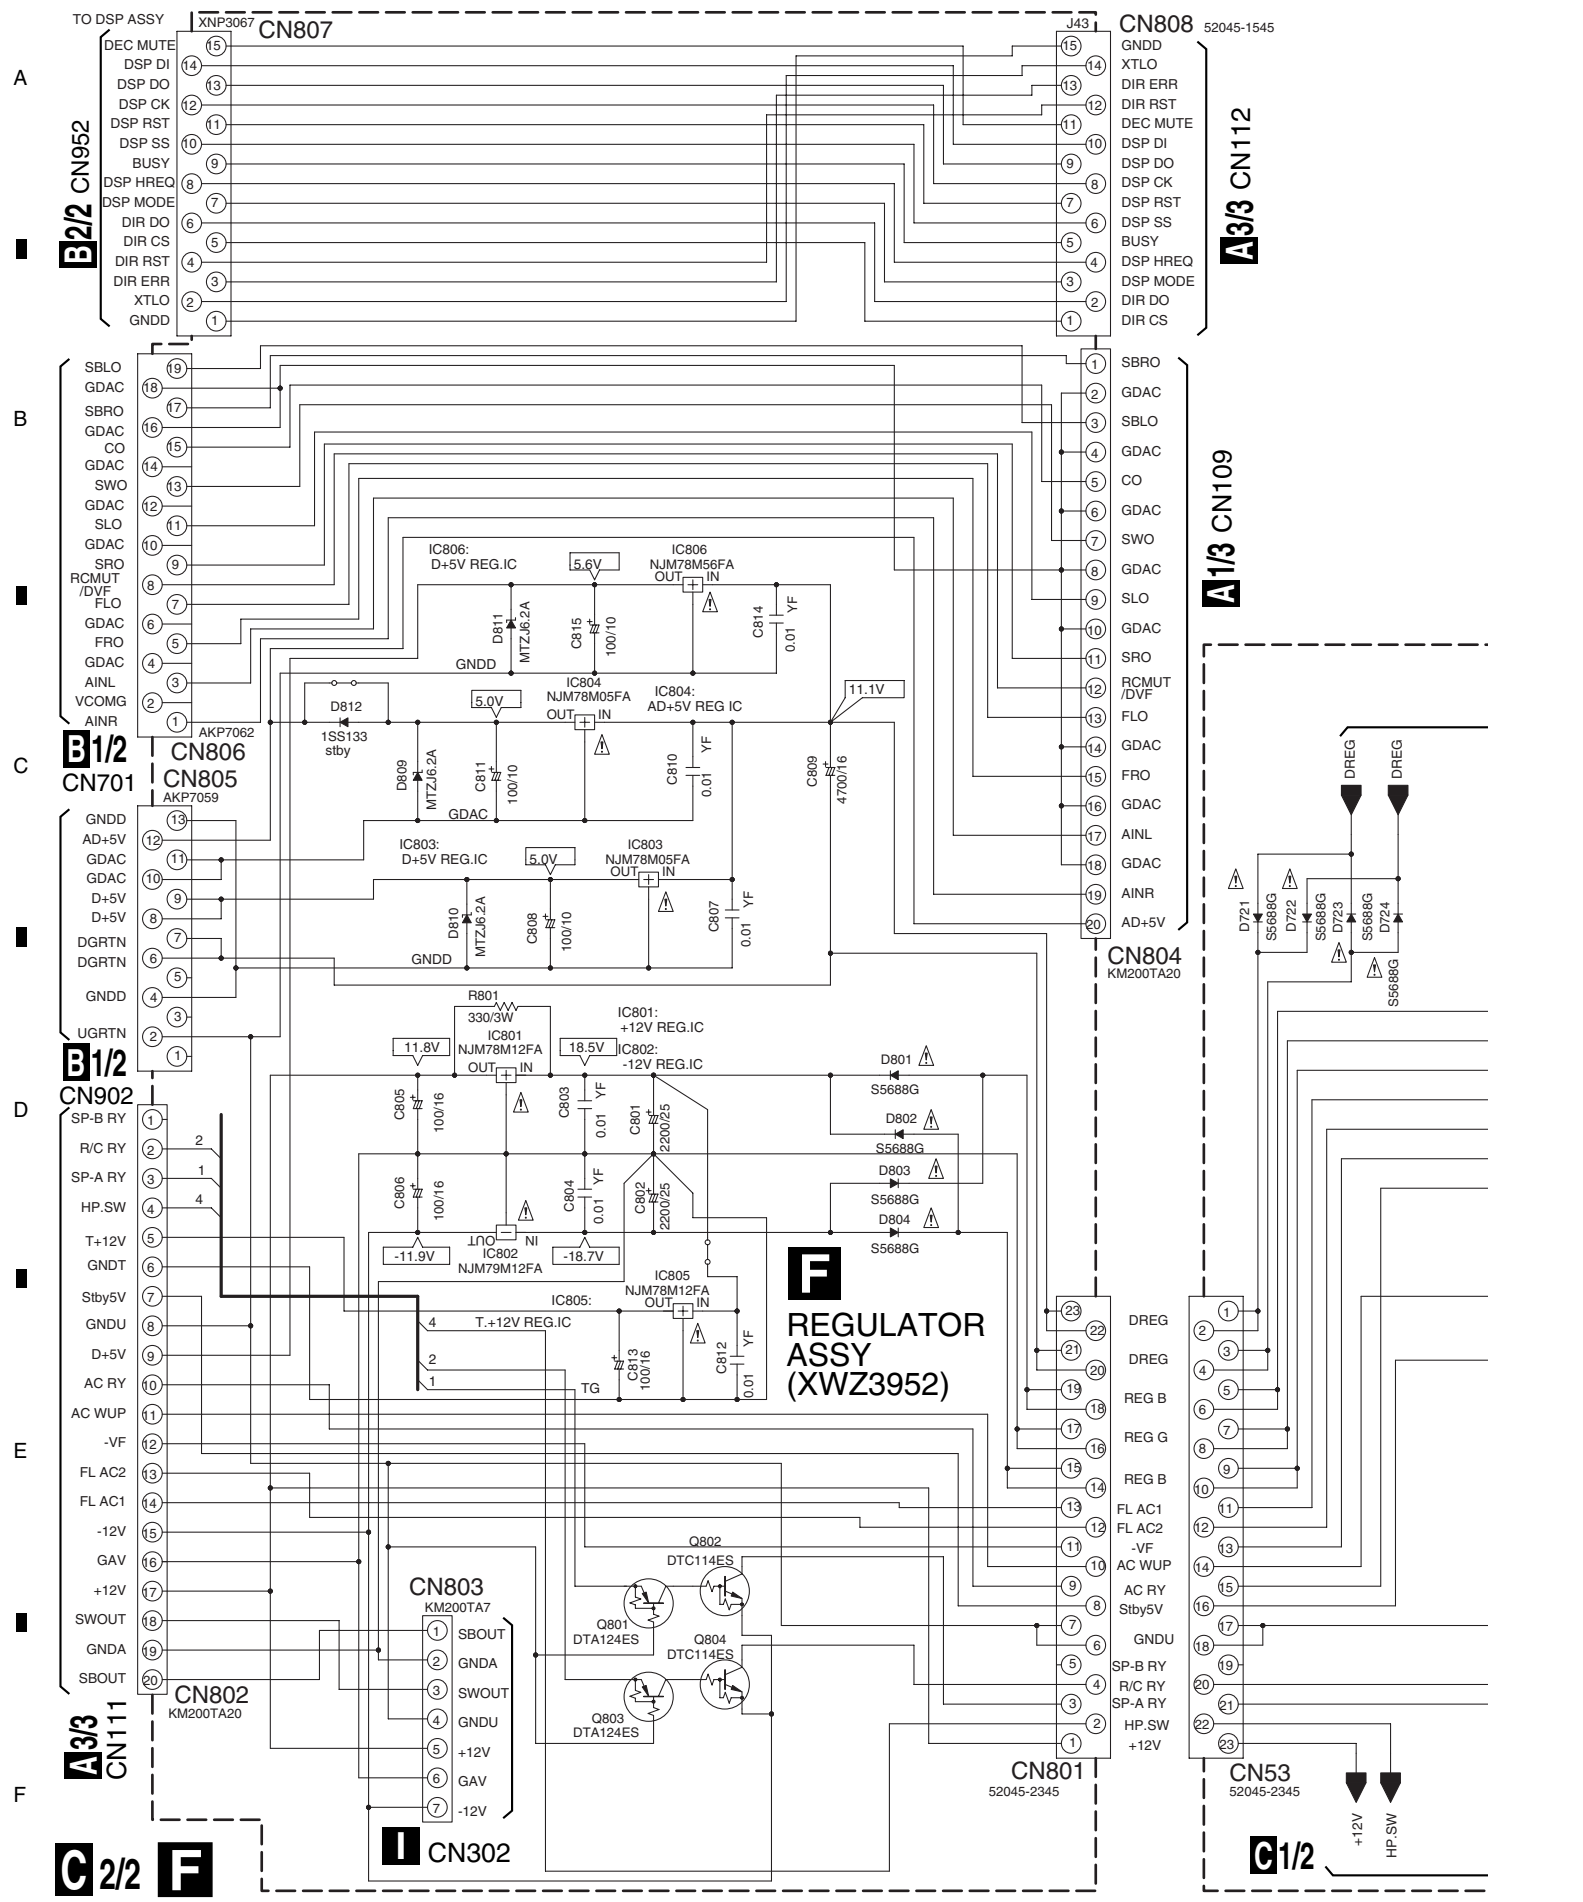 TO DSP ASSY
XNP3067
CN807
DEC MUTE 15
DSP DI 14
DSP DO 13
DSP CK 12
DSP RST 11
DSP SS 10
BUSY 9
DSP HREQ 8
DSP MODE 7
DIR DO 6
DIR CS 5
DIR RST 4
DIR ERR 3
XTLO 2
GNDD 1
B 2/2 CN952
A
B
C
D
E
F
J43
CN808 52045-1545
15 GNDD
14 XTLO
13 DIR ERR
12 DIR RST
11 DEC MUTE
10 DSP DI
9 DSP DO
8 DSP CK
7 DSP RST
6 DSP SS
5 BUSY
4 DSP HREQ
3 DSP MODE
2 DIR DO
1 DIR CS
A 3/3 CN112
SBLO 19
GDAC 18
SBRO 17
GDAC 16
CO 15
GDAC 14
SWO 13
GDAC 12
SLO 11
GDAC 10
SRO 9
RCMUT
/DVF 8
FLO 7
GDAC 6
FRO 5
GDAC 4
AINL 3
VCOMG 2
AINR 1
AKP7062
B 1/2
CN701
CN806
1 SBRO
2 GDAC
3 SBLO
4 GDAC
5 CO
6 GDAC
7 SWO
8 GDAC
9 SLO
10 GDAC
11 SRO
12 RCMUT
/DVF
13 FLO
14 GDAC
15 FRO
16 GDAC
17 AINL
18 GDAC
19 AINR
20 AD+5V
CN804
KM200TA20
A 1/3 CN109
IC806:
D+5V REG.IC
5.6V
IC806
NJM78M56FA
OUT IN
D811
MTZJ6.2A
C815
100/10
C814
0.01 YF
GNDD
D812
1SS133
stby
5.0V
IC804
NJM78M05FA
OUT IN
IC804:
AD+5V REG IC
11.1V
D809
MTZJ6.2A
C811
100/10
C810
0.01 YF
C809
4700/16
GDAC
IC803:
D+5V REG.IC
5.0V
IC803
NJM78M05FA
OUT IN
D810
MTZJ6.2A
C808
100/10
C807
0.01 YF
GNDD
CN805
AKP7059
GNDD 13
AD+5V 12
GDAC 11
GDAC 10
D+5V 9
D+5V 8
DGRTN 7
DGRTN 6
5
GNDD 4
3
UGRTN 2
1
B 1/2
CN902
R801
330/3W
IC801
NJM78M12FA
OUT IN
11.8V
18.5V
IC801:
+12V REG.IC
IC802:
-12V REG.IC
C805
100/16
C803
0.01 YF
C801
2200/25
C806
100/16
C804
0.01 YF
C802
2200/25
OUT IN
IC802
NJM79M12FA
-11.9V
-18.7V
D801
S5688G
D802
S5688G
D803
S5688G
D804
S5688G
IC805
NJM78M12FA
OUT IN
IC805:
T.+12V REG.IC
C813
100/16
C812
0.01 YF
TG
2
1
4
4
2
1
F
REGULATOR
ASSY
(XWZ3952)
SP-B RY 1
R/C RY 2
SP-A RY 3
HP.SW 4
T+12V 5
GNDT 6
Stby5V 7
GNDU 8
D+5V 9
AC RY 10
AC WUP 11
-VF 12
FL AC2 13
FL AC1 14
-12V 15
GAV 16
+12V 17
SWOUT 18
GNDA 19
SBOUT 20
CN802
KM200TA20
A 3/3
CN111
CN803
KM200TA7
1 SBOUT
2 GNDA
3 SWOUT
4 GNDU
5 +12V
6 GAV
7 -12V
I CN302
Q802
DTC114ES
Q801
DTA124ES
Q804
DTC114ES
Q803
DTA124ES
23
22 DREG
21
20 DREG
19
18 REG B
17
16 REG G
15
14 REG B
13 FL AC1
12 FL AC2
11 -VF
10 AC WUP
9 AC RY
8 Stby5V
7
6 GNDU
5 SP-B RY
4 R/C RY
3 SP-A RY
2 HP.SW
1 +12V
CN801
52045-2345
1
2
3
4
5
6
7
8
9
10
11
12
13
14
15
16
17
18
19
20
21
22
23
CN53
52045-2345
DREG
DREG
D721
S5688G
D722
S5688G
D723
S5688G
D724
S5688G
+12V
HP.SW
C 1/2
C 2/2 F